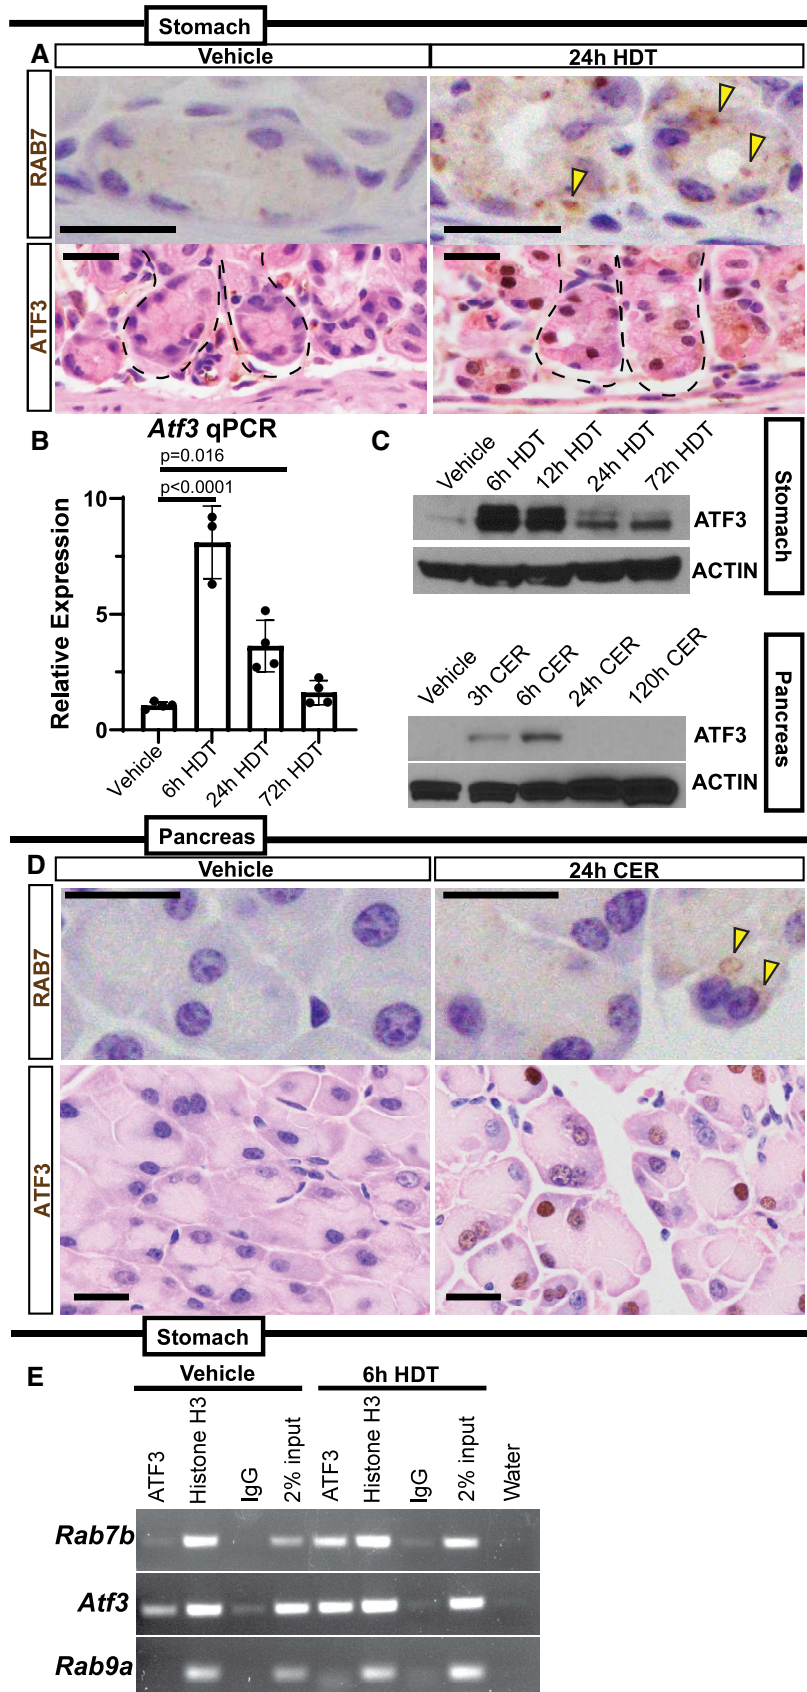 Stomach
A
Vehicle
24h HDT
RAB7
ATF3
B
Atf3 qPCR
p=0.016
p<0.0001
Relative Expression
10
5
0
Vehicle
6h HDT
24h HDT
72h HDT
C
Vehicle
6h HDT
12h HDT
24h HDT
72h HDT
ATF3
ACTIN
Stomach
Vehicle
3h CER
6h CER
24h CER
120h CER
ATF3
ACTIN
Pancreas
Pancreas
D
Vehicle
24h CER
RAB7
ATF3
Stomach
E
Vehicle
6h HDT
ATF3
Histone H3
IgG
2% input
ATF3
Histone H3
IgG
2% input
Water
Rab7b
Atf3
Rab9a